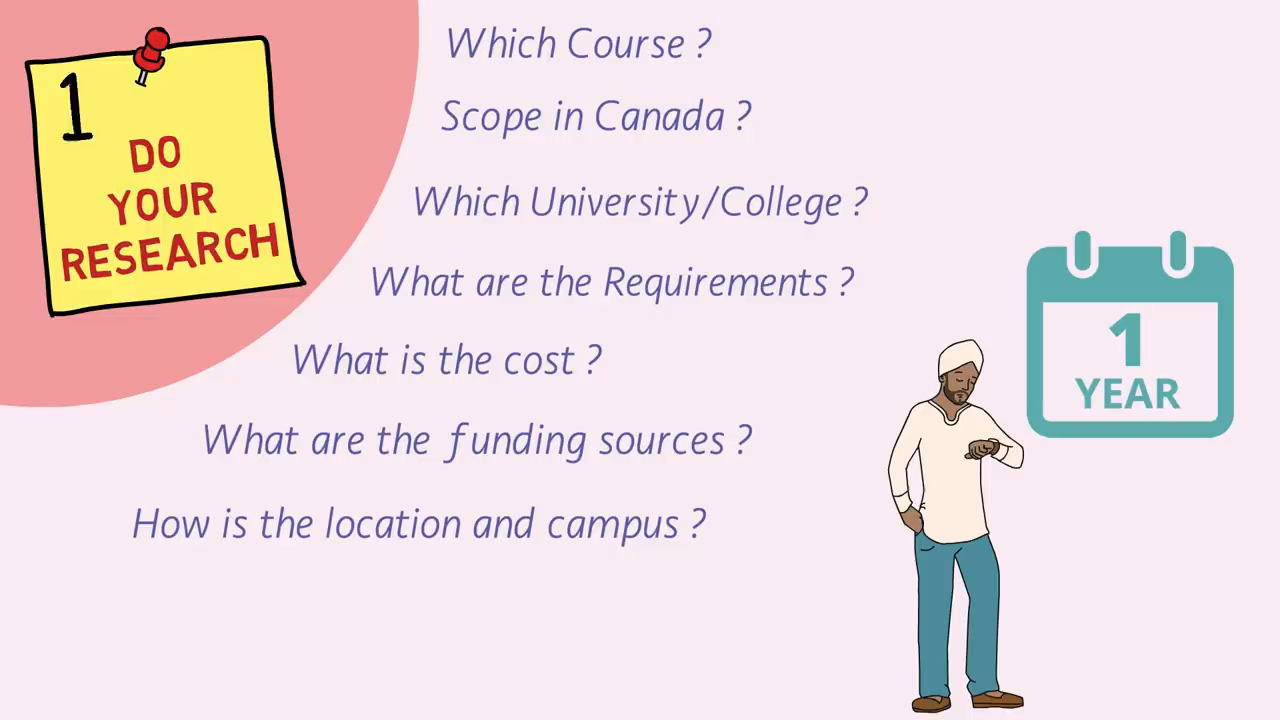 1
DO
YOUR
RESEARCH
Which Course ?
Scope in Canada ?
Which University/College ?
What are the Requirements ?
What is the cost ?
What are the funding sources ?
How is the location and campus ?
1
YEAR